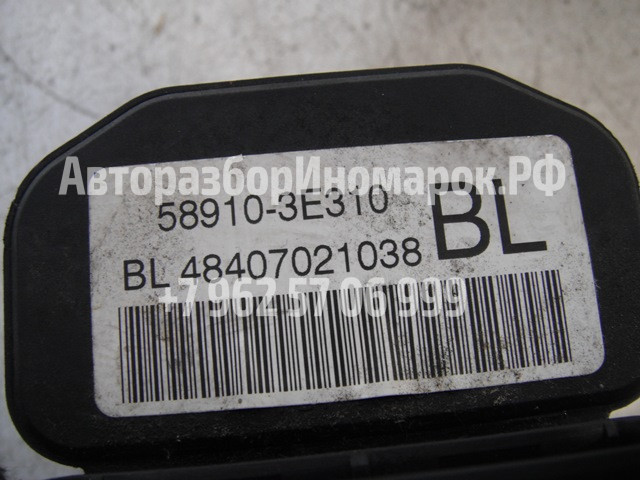 АвторазборИномарок.РФ
58910-3E310
BL
BL 48407021038
+7 962 57 06 999